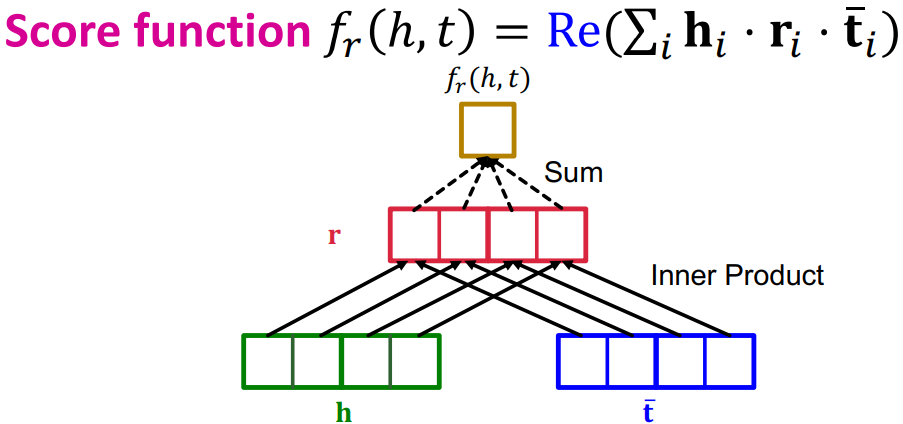 Score function f_r(h, t) = Re(∑_i h_i · r_i · t̄_i)
f_r(h, t)
Sum
r
Inner Product
h
t̄